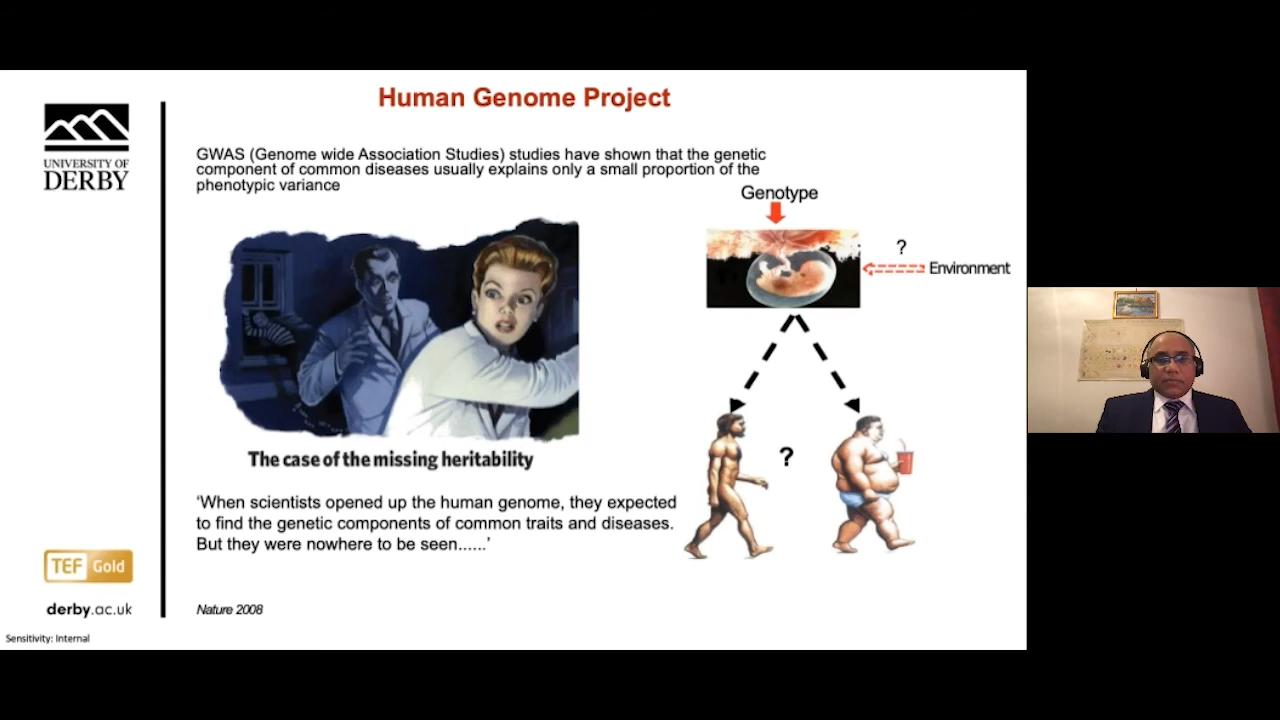 Human Genome Project
UNIVERSITY OF
DERBY
GWAS (Genome wide Association Studies) studies have shown that the genetic
component of common diseases usually explains only a small proportion of the
phenotypic variance
Genotype
?
Environment
The case of the missing heritability
?
‘When scientists opened up the human genome, they expected
to find the genetic components of common traits and diseases.
But they were nowhere to be seen......’
TEF Gold
derby.ac.uk
Nature 2008
Sensitivity: Internal